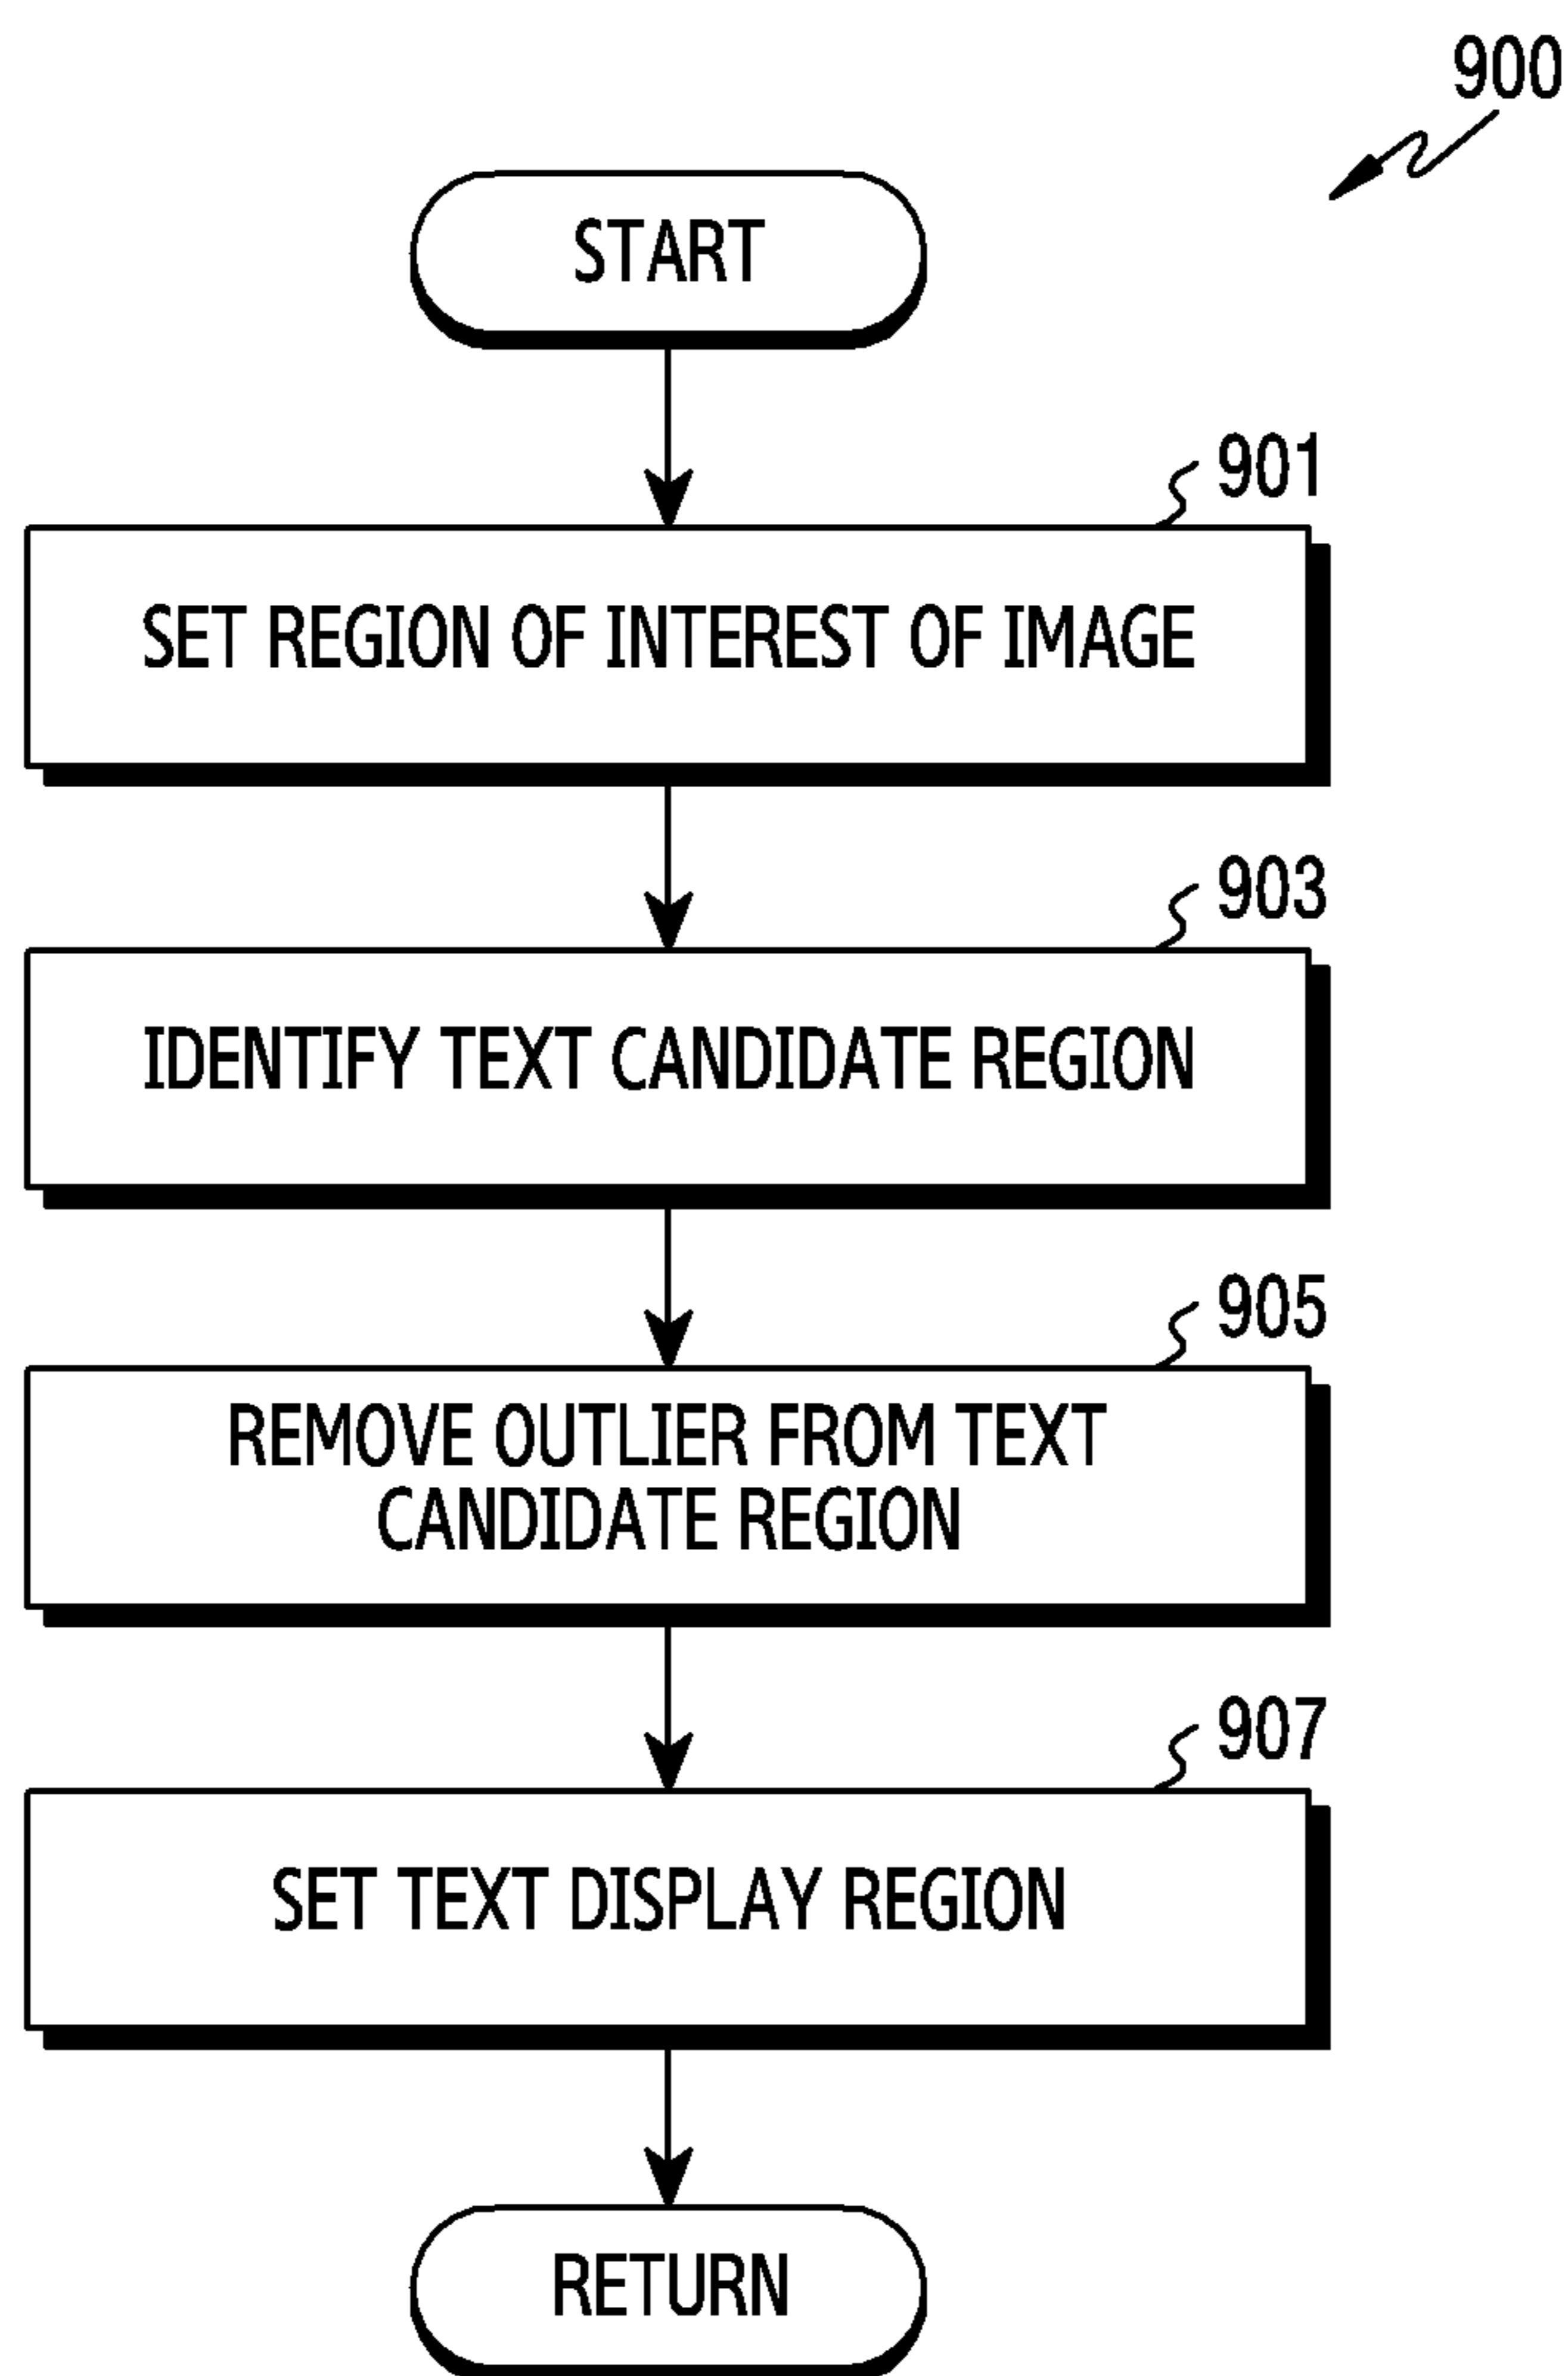 900
START
901
SET REGION OF INTEREST OF IMAGE
903
IDENTIFY TEXT CANDIDATE REGION
905
REMOVE OUTLIER FROM TEXT
CANDIDATE REGION
907
SET TEXT DISPLAY REGION
RETURN